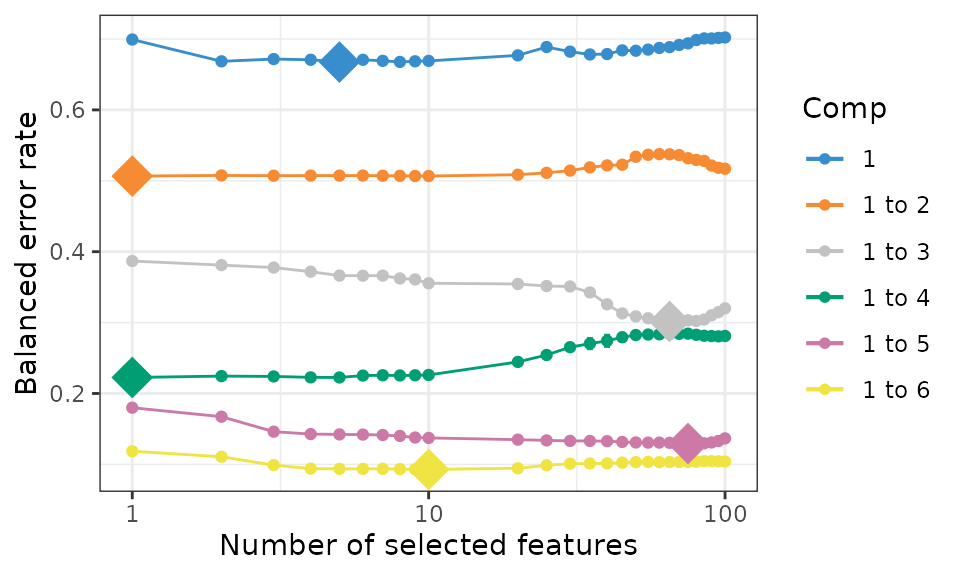 Balanced error rate
0.6
0.4
0.2
1
10
100
Number of selected features
Comp
1
1 to 2
1 to 3
1 to 4
1 to 5
1 to 6